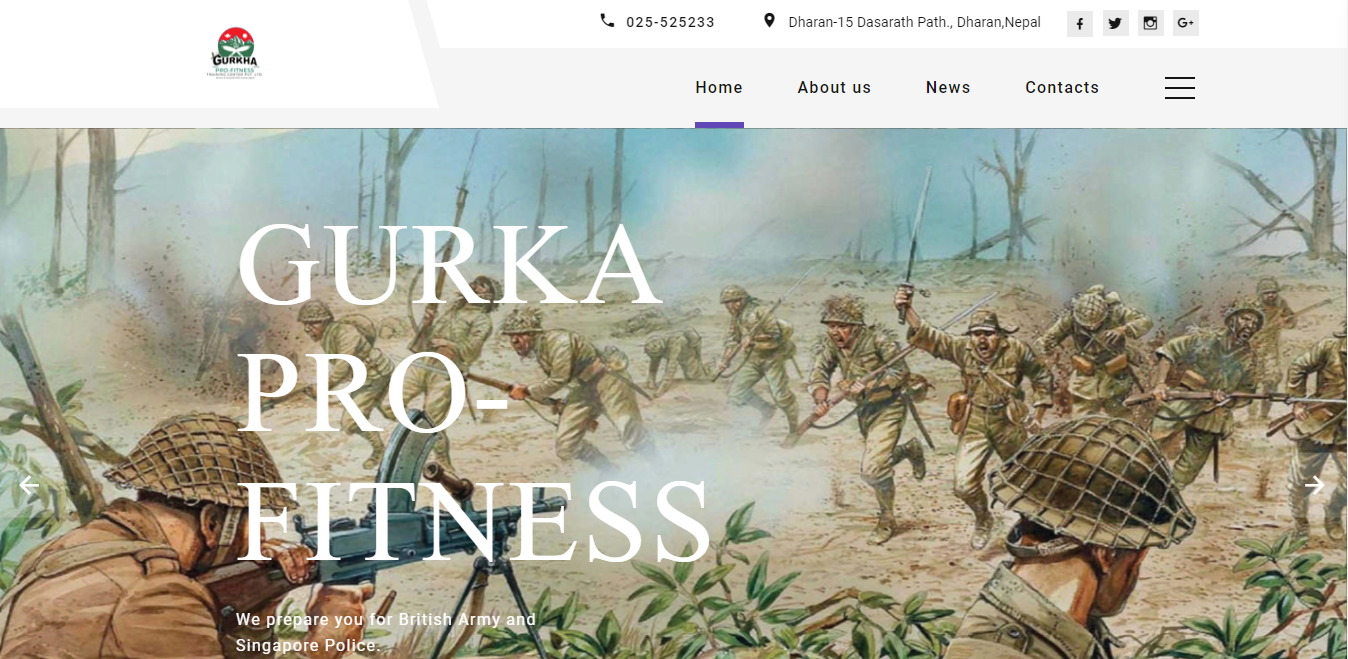 025-525233
Dharan-15 Dasarath Path., Dharan,Nepal
G+
GURKHA
PRO-FITNESS
TRAINING CENTER PVT. LTD.
Home
About us
News
Contacts
GURKA
PRO-
FITNESS
We prepare you for British Army and
Singapore Police.